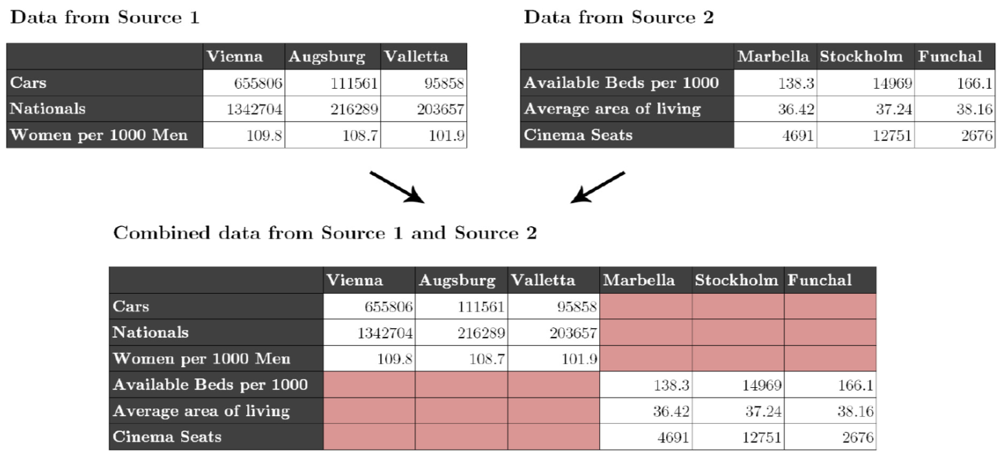 Data from Source 1
Vienna Augsburg Valletta
Cars 655806 111561 95858
Nationals 1342704 216289 203657
Women per 1000 Men 109.8 108.7 101.9
Data from Source 2
Marbella Stockholm Funchal
Available Beds per 1000 138.3 14969 166.1
Average area of living 36.42 37.24 38.16
Cinema Seats 4691 12751 2676
Combined data from Source 1 and Source 2
Vienna Augsburg Valletta Marbella Stockholm Funchal
Cars 655806 111561 95858
Nationals 1342704 216289 203657
Women per 1000 Men 109.8 108.7 101.9
Available Beds per 1000 138.3 14969 166.1
Average area of living 36.42 37.24 38.16
Cinema Seats 4691 12751 2676